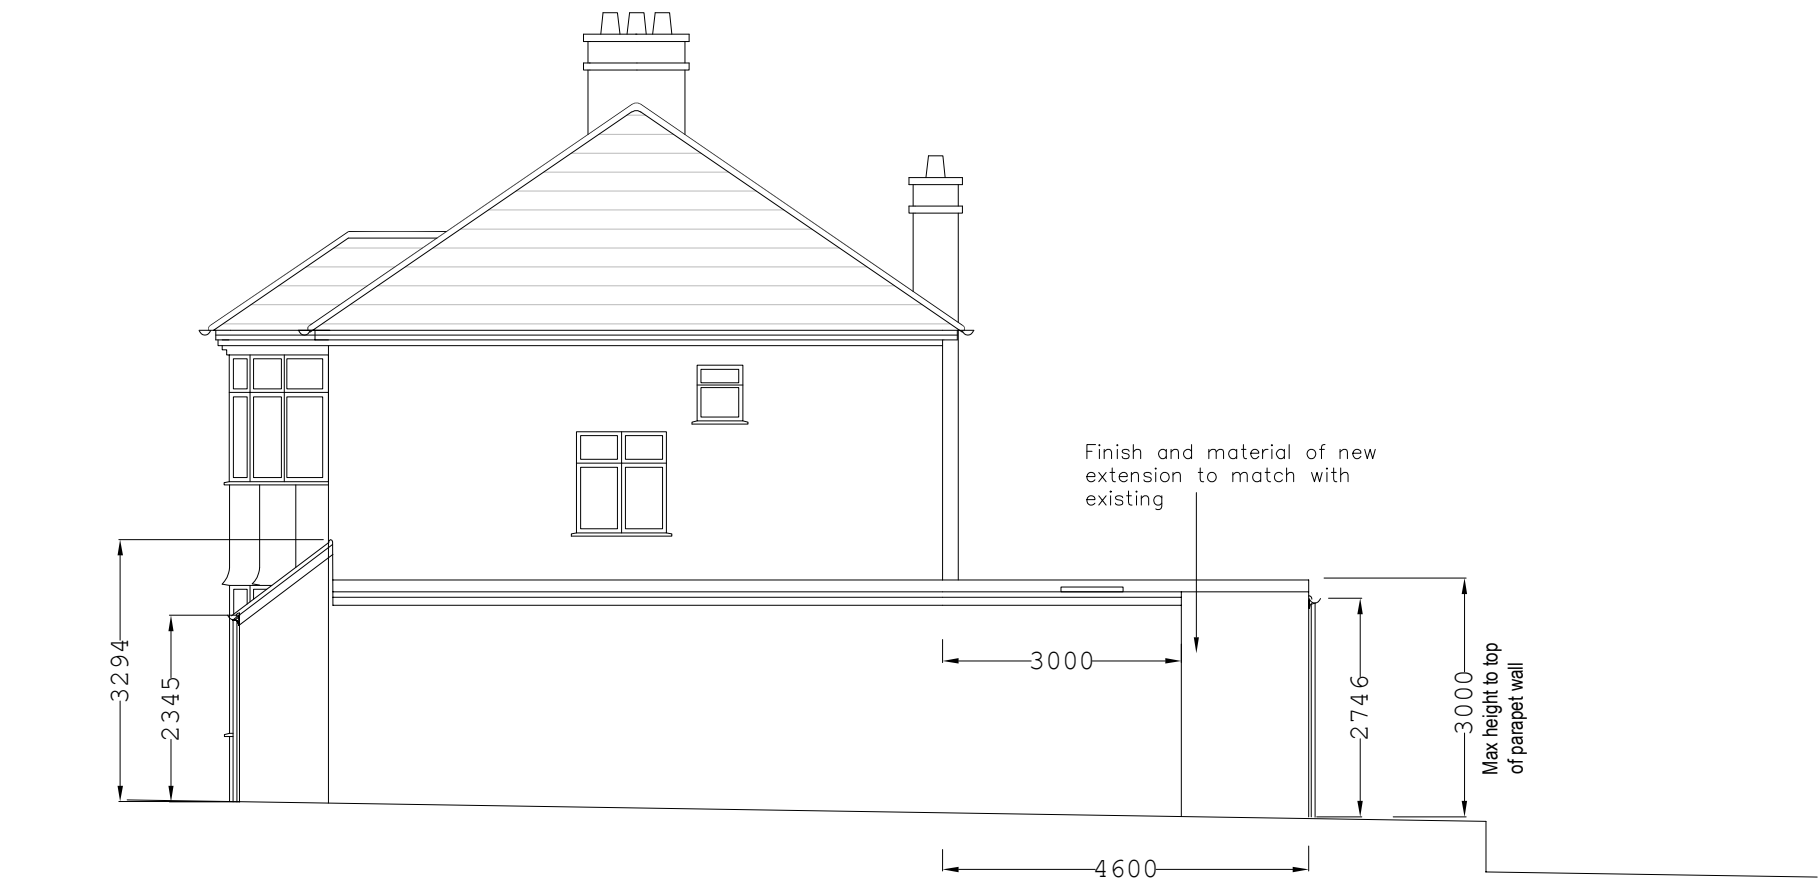 Finish and material of new
extension to match with
existing
3294
2345
3000
2746
3000
Max height to top
of parapet wall
4600